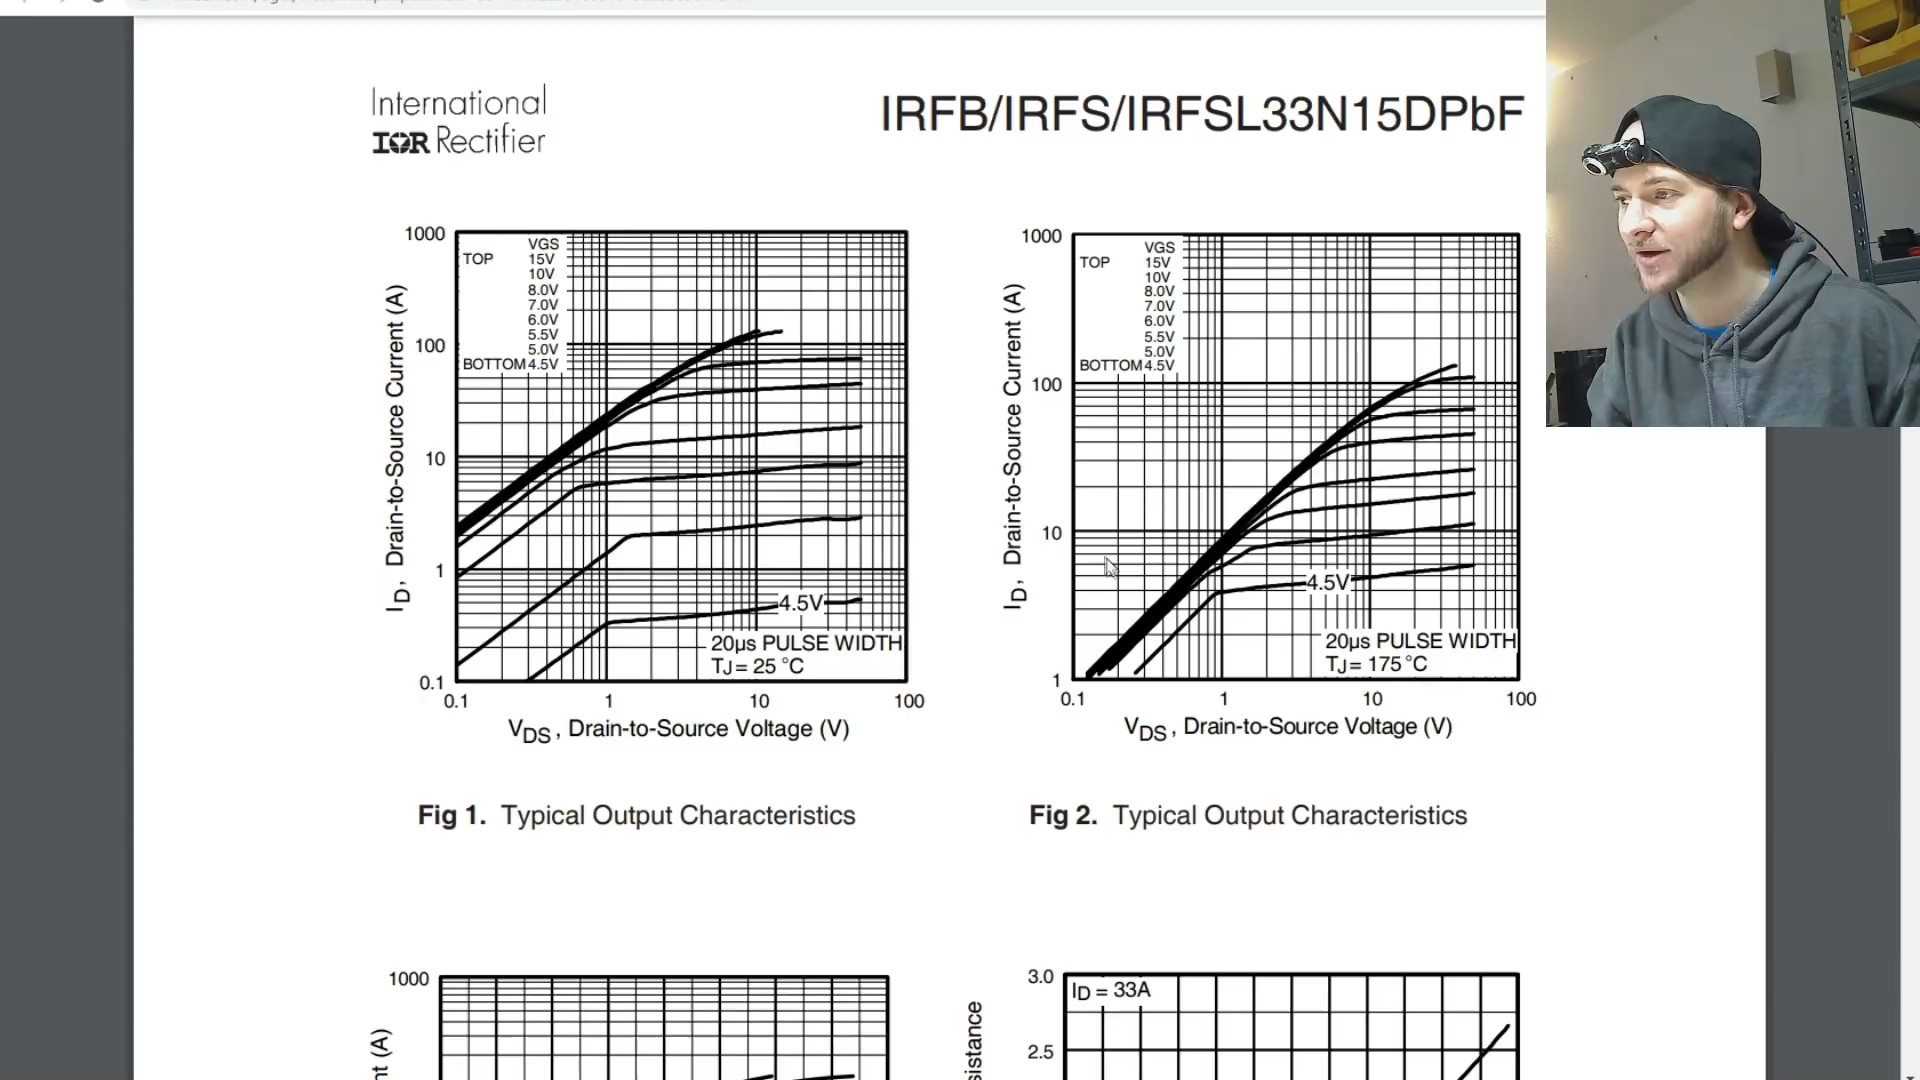 International
IOR Rectifier
IRFB/IRFS/IRFSL33N15DPbF
1000
100
10
1
0.1
ID, Drain-to-Source Current (A)
VGS
TOP 15V
10V
8.0V
7.0V
6.0V
5.5V
5.0V
BOTTOM 4.5V
4.5V
20µs PULSE WIDTH
TJ = 25 °C
0.1 1 10 100
VDS, Drain-to-Source Voltage (V)
Fig 1. Typical Output Characteristics
1000
100
10
1
ID, Drain-to-Source Current (A)
VGS
TOP 15V
10V
8.0V
7.0V
6.0V
5.5V
5.0V
BOTTOM 4.5V
4.5V
20µs PULSE WIDTH
TJ = 175 °C
0.1 1 10 100
VDS, Drain-to-Source Voltage (V)
Fig 2. Typical Output Characteristics
1000
nt (A)
3.0
2.5
sistance
ID = 33A